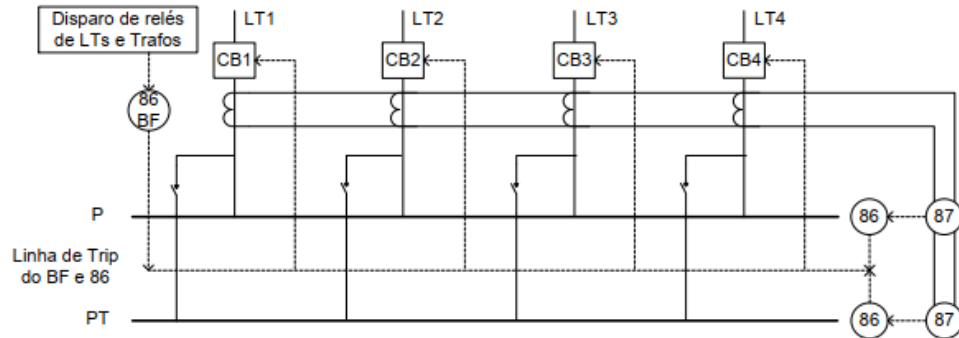 Disparo de relés
de LTs e Trafos
LT1
LT2
LT3
LT4
CB1
CB2
CB3
CB4
86
BF
P
86
87
Linha de Trip
do BF e 86
PT
86
87